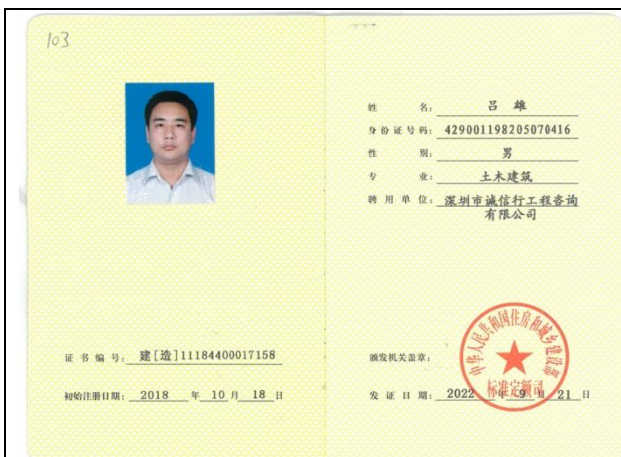 103
证 书 编 号: 建[造]11184400017158
初始注册日期: 2018 年 10 月 18 日
姓 名: 吕 雄
身 份 证 号 码: 429001198205070416
性 别: 男
专 业: 土木建筑
聘 用 单 位: 深圳市诚信行工程咨询
有限公司
中华人民共和国住房和城乡建设部
标准定额司
颁发机关盖章:
发 证 日 期: 2022 年 9 月 21 日